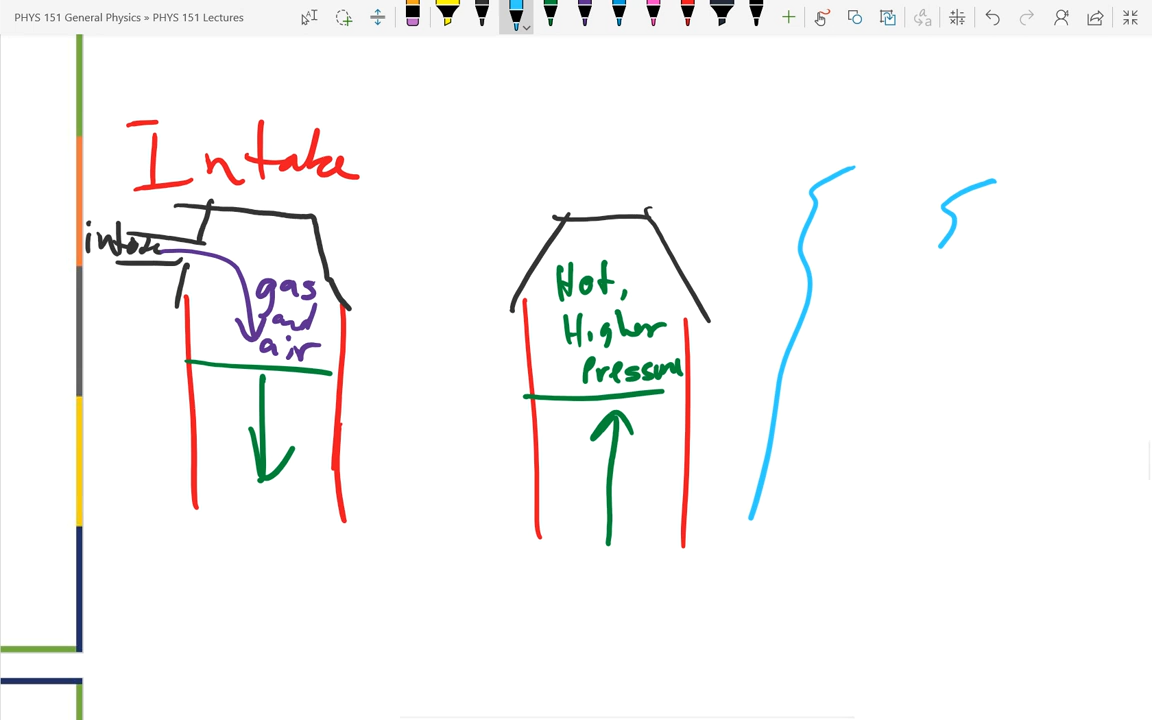 PHYS 151 General Physics » PHYS 151 Lectures
Intake
intake
gas
and
air
Hot,
Higher
Pressure